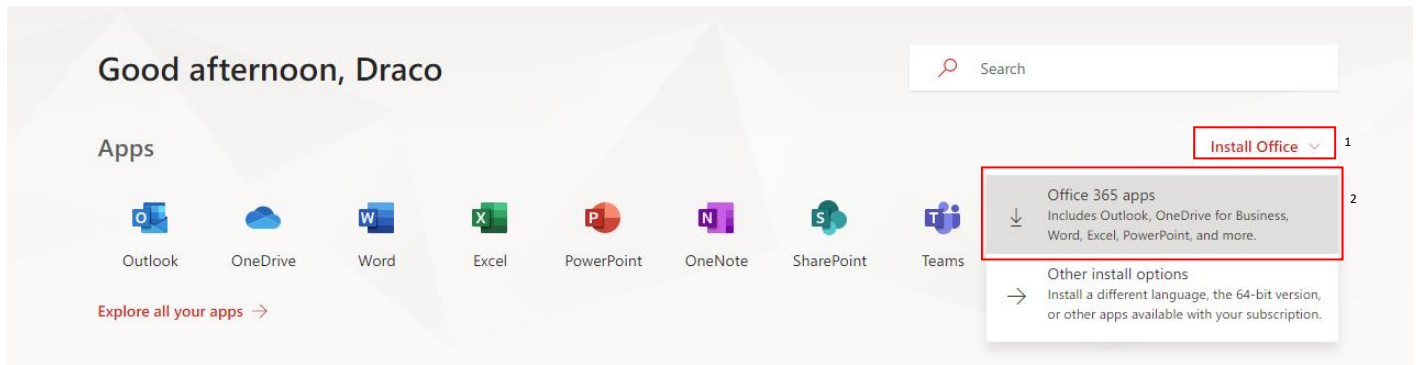 Good afternoon, Draco
Search
Apps
Install Office
1
Office 365 apps
Includes Outlook, OneDrive for Business,
Word, Excel, PowerPoint, and more.
2
Other install options
Install a different language, the 64-bit version,
or other apps available with your subscription.
O
W
X
P
N
S
T
Outlook
OneDrive
Word
Excel
PowerPoint
OneNote
SharePoint
Teams
Explore all your apps →